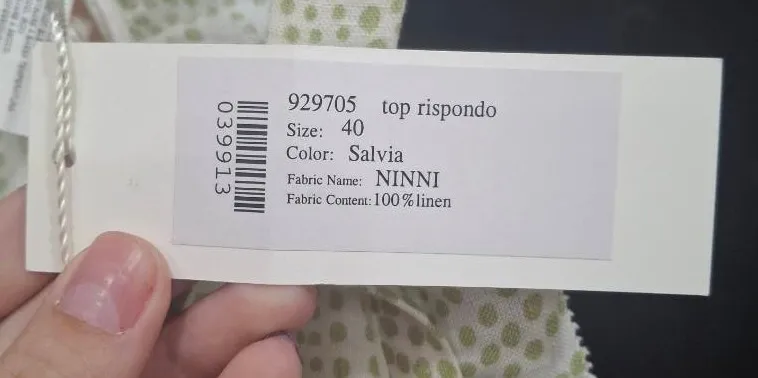 929705 top rispondo
Size: 40
Color: Salvia
Fabric Name: NINNI
Fabric Content: 100% linen
039913